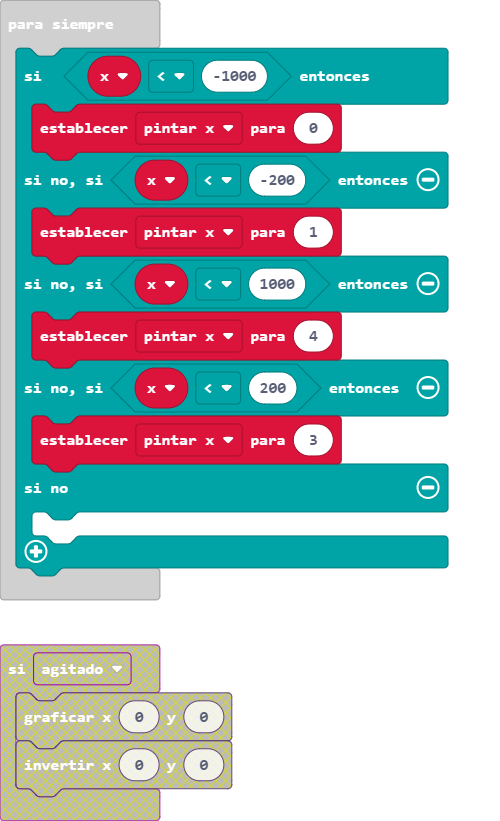 para siempre
si x < -1000 entonces
establecer pintar x para 0
si no, si x < -200 entonces
establecer pintar x para 1
si no, si x < 1000 entonces
establecer pintar x para 4
si no, si x < 200 entonces
establecer pintar x para 3
si no
si agitado
graficar x 0 y 0
invertir x 0 y 0